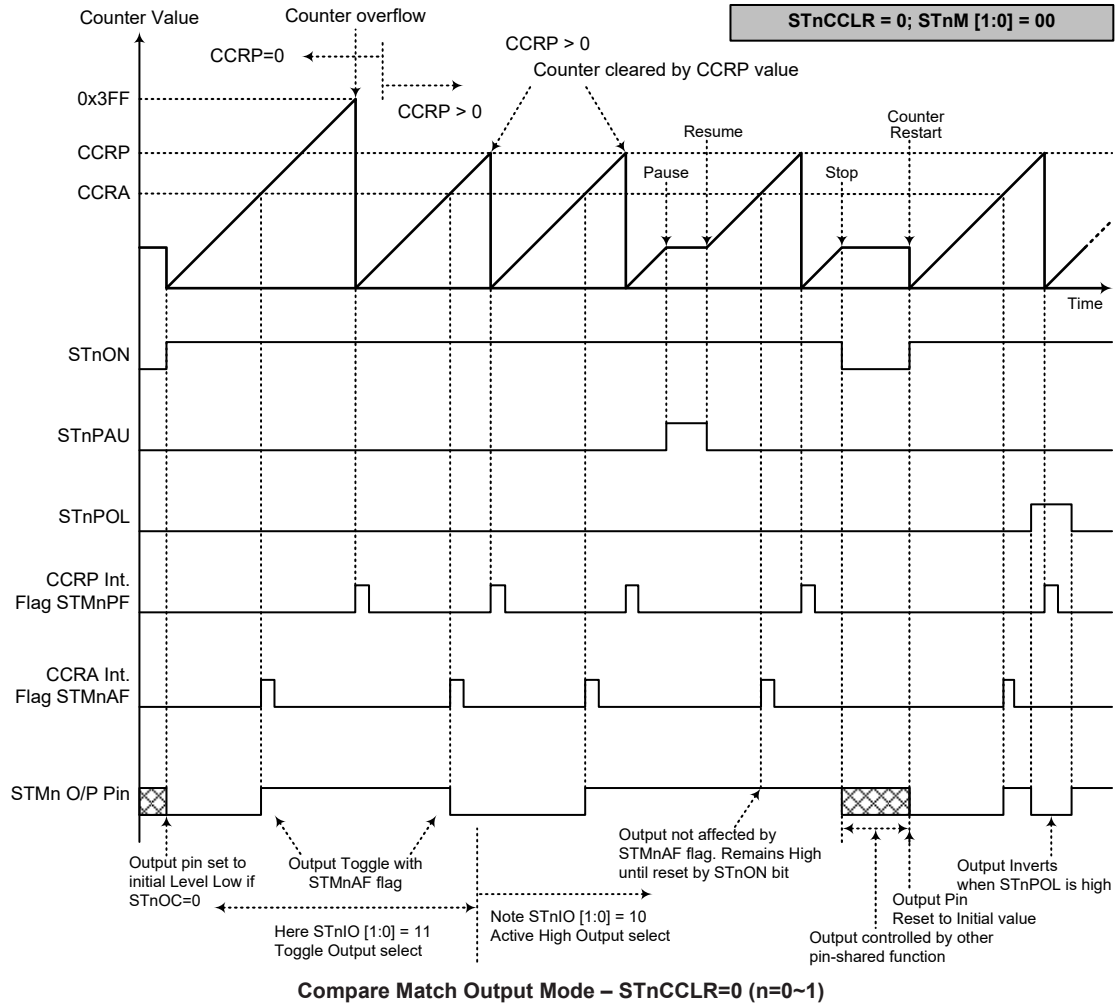 Counter Value
Counter overflow
STnCCLR = 0; STnM [1:0] = 00
CCRP=0
CCRP > 0
CCRP > 0
Counter cleared by CCRP value
0x3FF
CCRP
CCRA
Pause
Resume
Stop
Counter
Restart
Time
STnON
STnPAU
STnPOL
CCRP Int.
Flag STMnPF
CCRA Int.
Flag STMnAF
STMn O/P Pin
Output pin set to
initial Level Low if
STnOC=0
Output Toggle with
STMnAF flag
Here STnIO [1:0] = 11
Toggle Output select
Note STnIO [1:0] = 10
Active High Output select
Output not affected by
STMnAF flag. Remains High
until reset by STnON bit
Output Pin
Reset to Initial value
Output controlled by other
pin-shared function
Output Inverts
when STnPOL is high
Compare Match Output Mode – STnCCLR=0 (n=0~1)